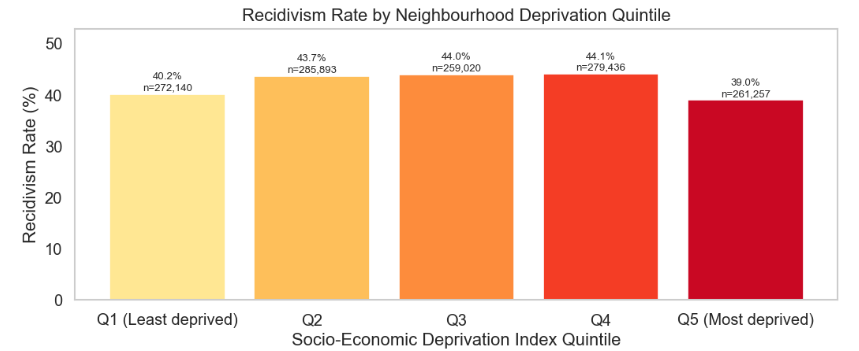 Recidivism Rate by Neighbourhood Deprivation Quintile
Recidivism Rate (%)
50
40
30
20
10
0
40.2%
n=272,140
43.7%
n=285,893
44.0%
n=259,020
44.1%
n=279,436
39.0%
n=261,257
Q1 (Least deprived)
Q2
Q3
Q4
Q5 (Most deprived)
Socio-Economic Deprivation Index Quintile